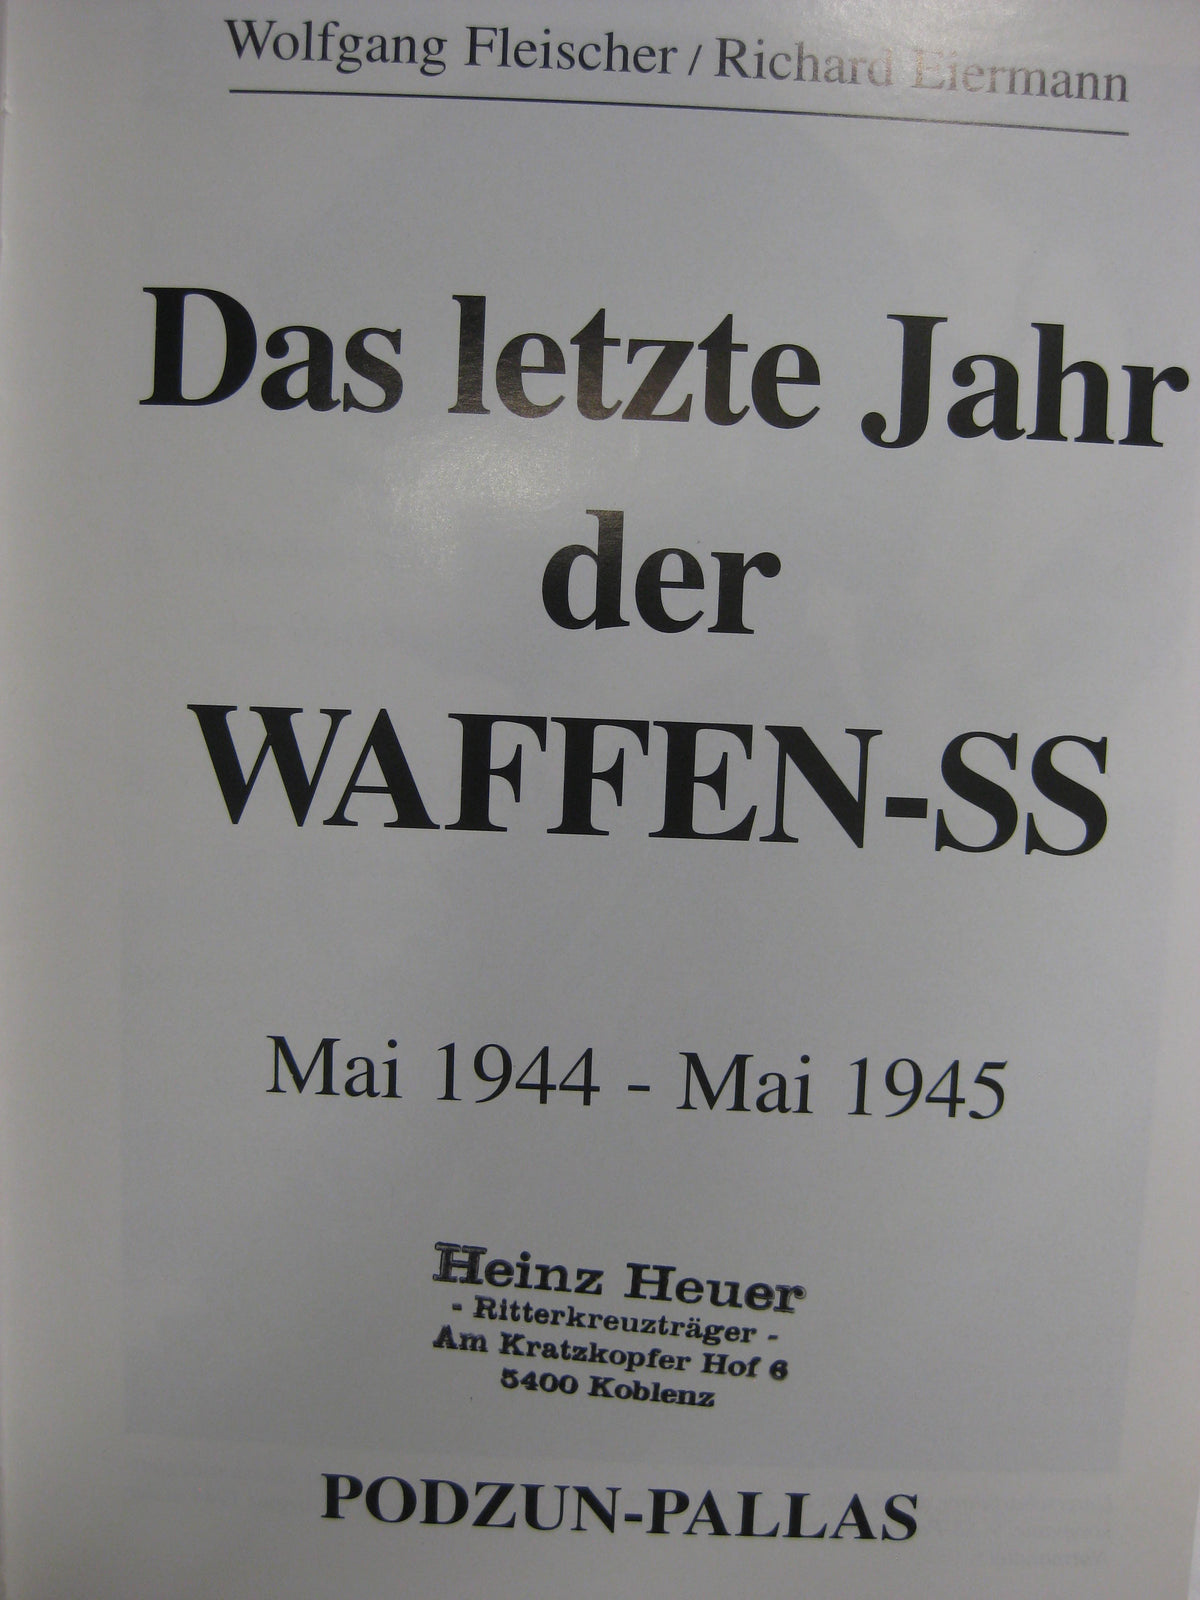 Wolfgang Fleischer / Richard Eiermann
Das letzte Jahr
der
WAFFEN-SS
Mai 1944 - Mai 1945
Heinz Heuer
- Ritterkreuzträger -
Am Kratzkopfer Hof 6
5400 Koblenz
PODZUN-PALLAS